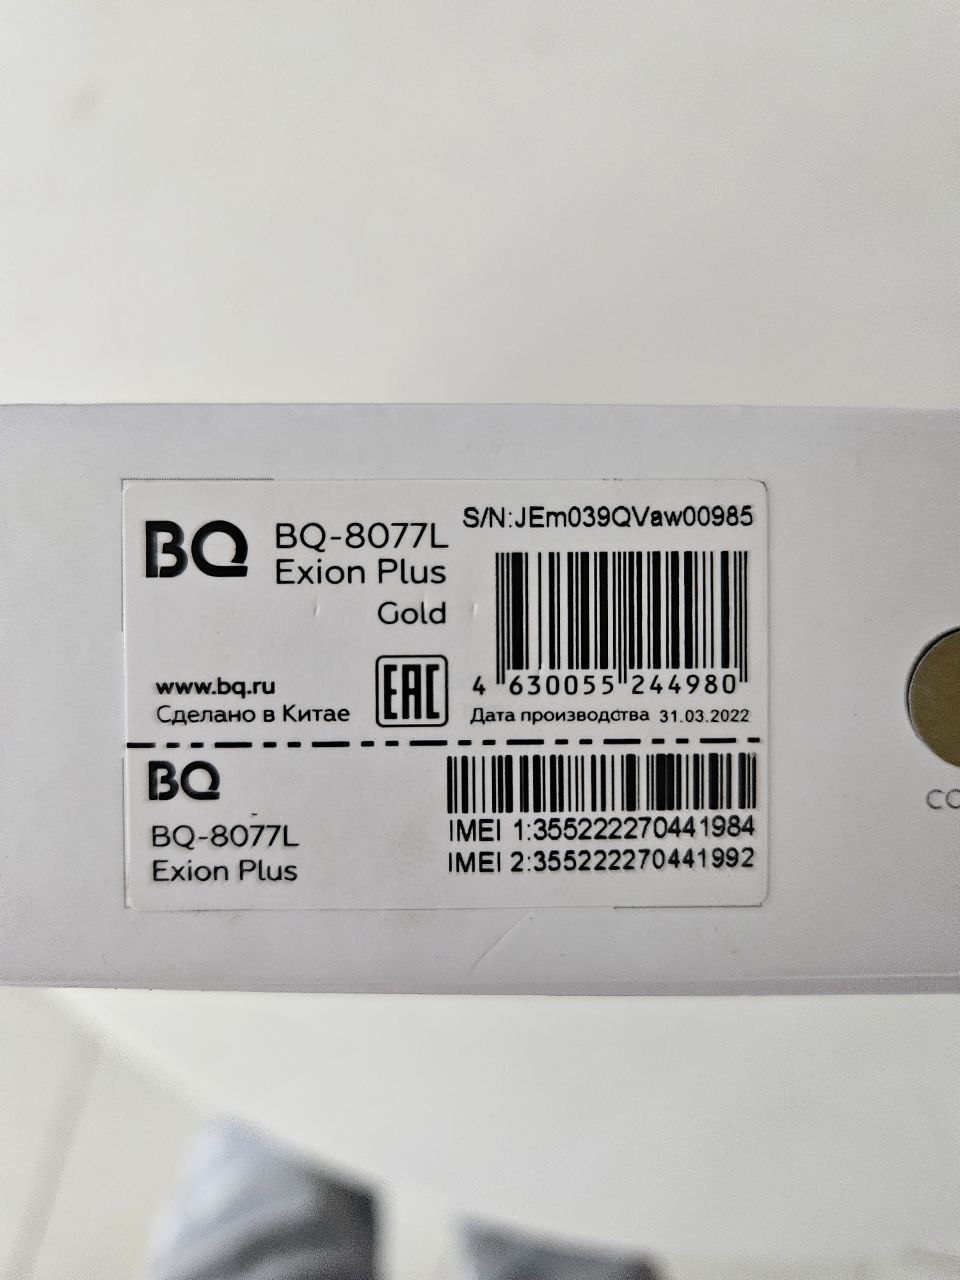 BQ
BQ-8077L
Exion Plus
Gold
S/N:JEm039QVaw00985
4 630055 244980
www.bq.ru
Сделано в Китае
EAC
Дата производства 31.03.2022
BQ
BQ-8077L
Exion Plus
IMEI 1:355222270441984
IMEI 2:355222270441992
CO